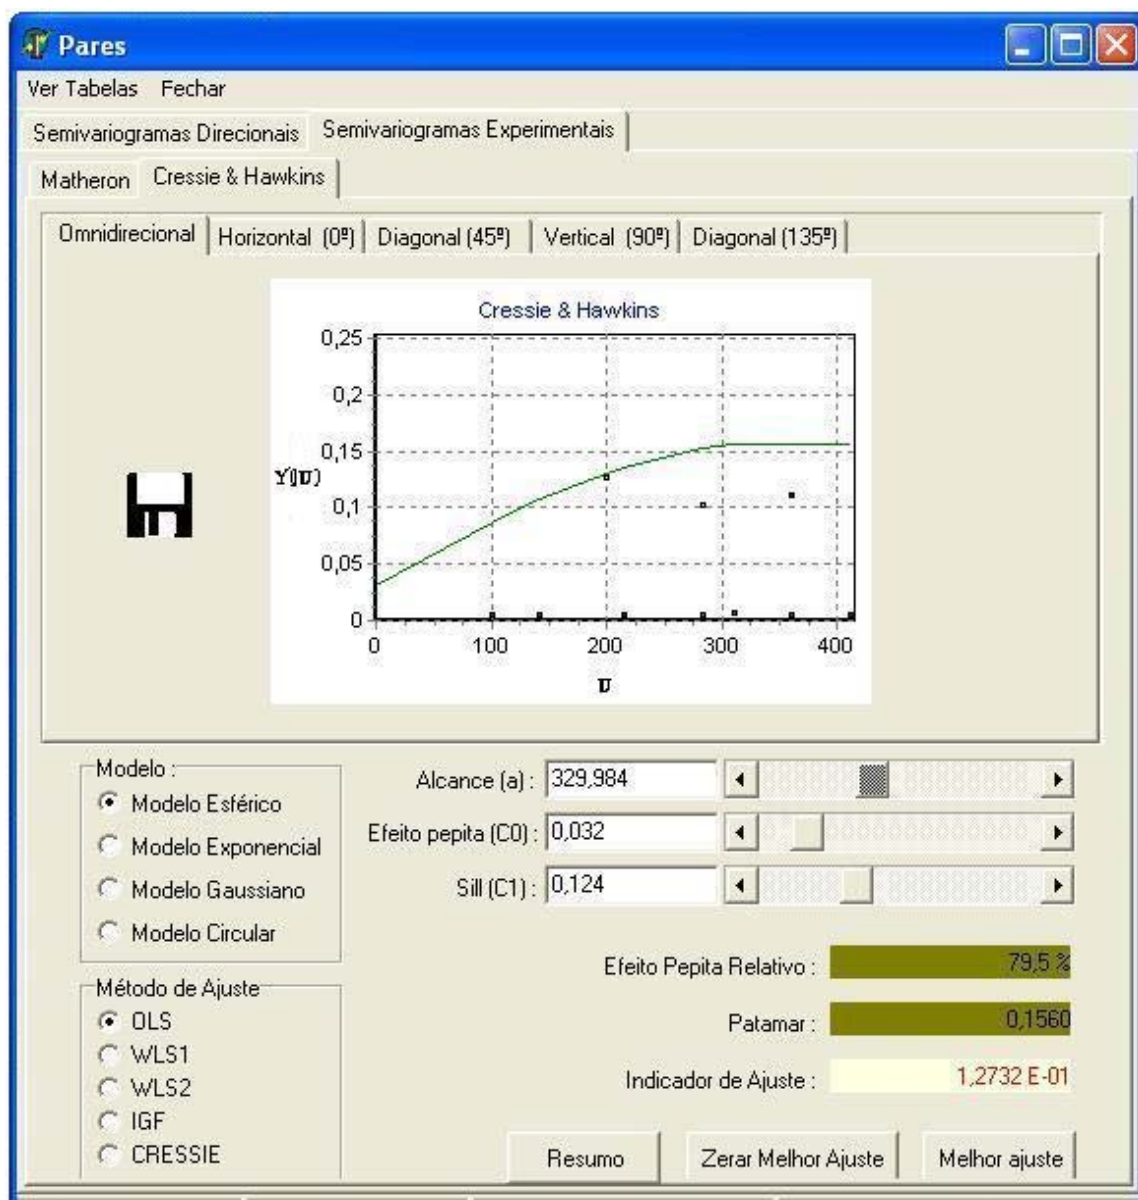 Pares
Ver Tabelas Fechar
Semivariogramas Direcionais Semivariogramas Experimentais
Matheron Cressie & Hawkins
Omnidirecional Horizontal (0º) Diagonal (45º) Vertical (90º) Diagonal (135º)
Cressie & Hawkins
0,25
0,2
0,15
0,1
0,05
0
0 100 200 300 400
U
Modelo :
Modelo Esférico
Modelo Exponencial
Modelo Gaussiano
Modelo Circular
Alcance (a) : 329,984
Efeito pepita (C0) : 0,032
Sill (C1) : 0,124
Método de Ajuste
OLS
WLS1
WLS2
IGF
CRESSIE
Efeito Pepita Relativo : 79,5 %
Patamar : 0,1560
Indicador de Ajuste : 1,2732 E-01
Resumo Zerar Melhor Ajuste Melhor ajuste